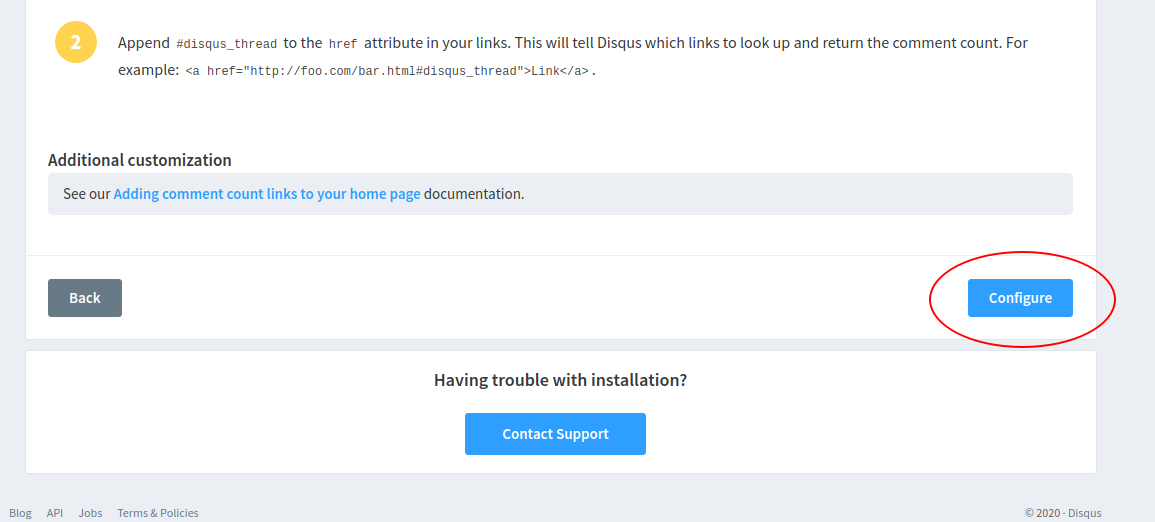 2
Append #disqus_thread to the href attribute in your links. This will tell Disqus which links to look up and return the comment count. For
example: <a href="http://foo.com/bar.html#disqus_thread">Link</a>.
Additional customization
See our Adding comment count links to your home page documentation.
Back
Configure
Having trouble with installation?
Contact Support
Blog API Jobs Terms & Policies
© 2020 · Disqus